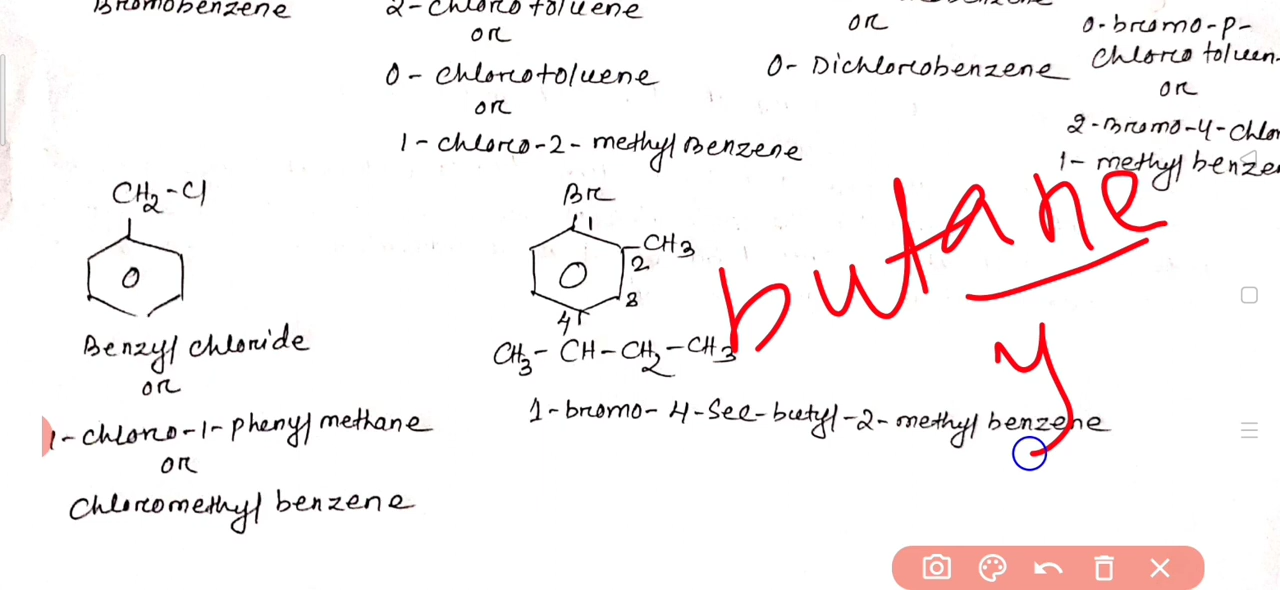 Bromobenzene
2-chloro toluene
or
o-chlorotoluene
or
1-chloro-2-methyl Benzene
or
o-Dichlorobenzene
o-bromo-p-
chloro toluen
or
2-Bromo-4-chlor
1-methyl benze
CH2-Cl
Benzyl chloride
or
1-chloro-1-phenyl methane
or
Chloromethyl benzene
Br
1
-CH3
2
3
4
CH3-CH-CH2-CH3
1-bromo-4-Sec-butyl-2-methyl benzene
butane
y